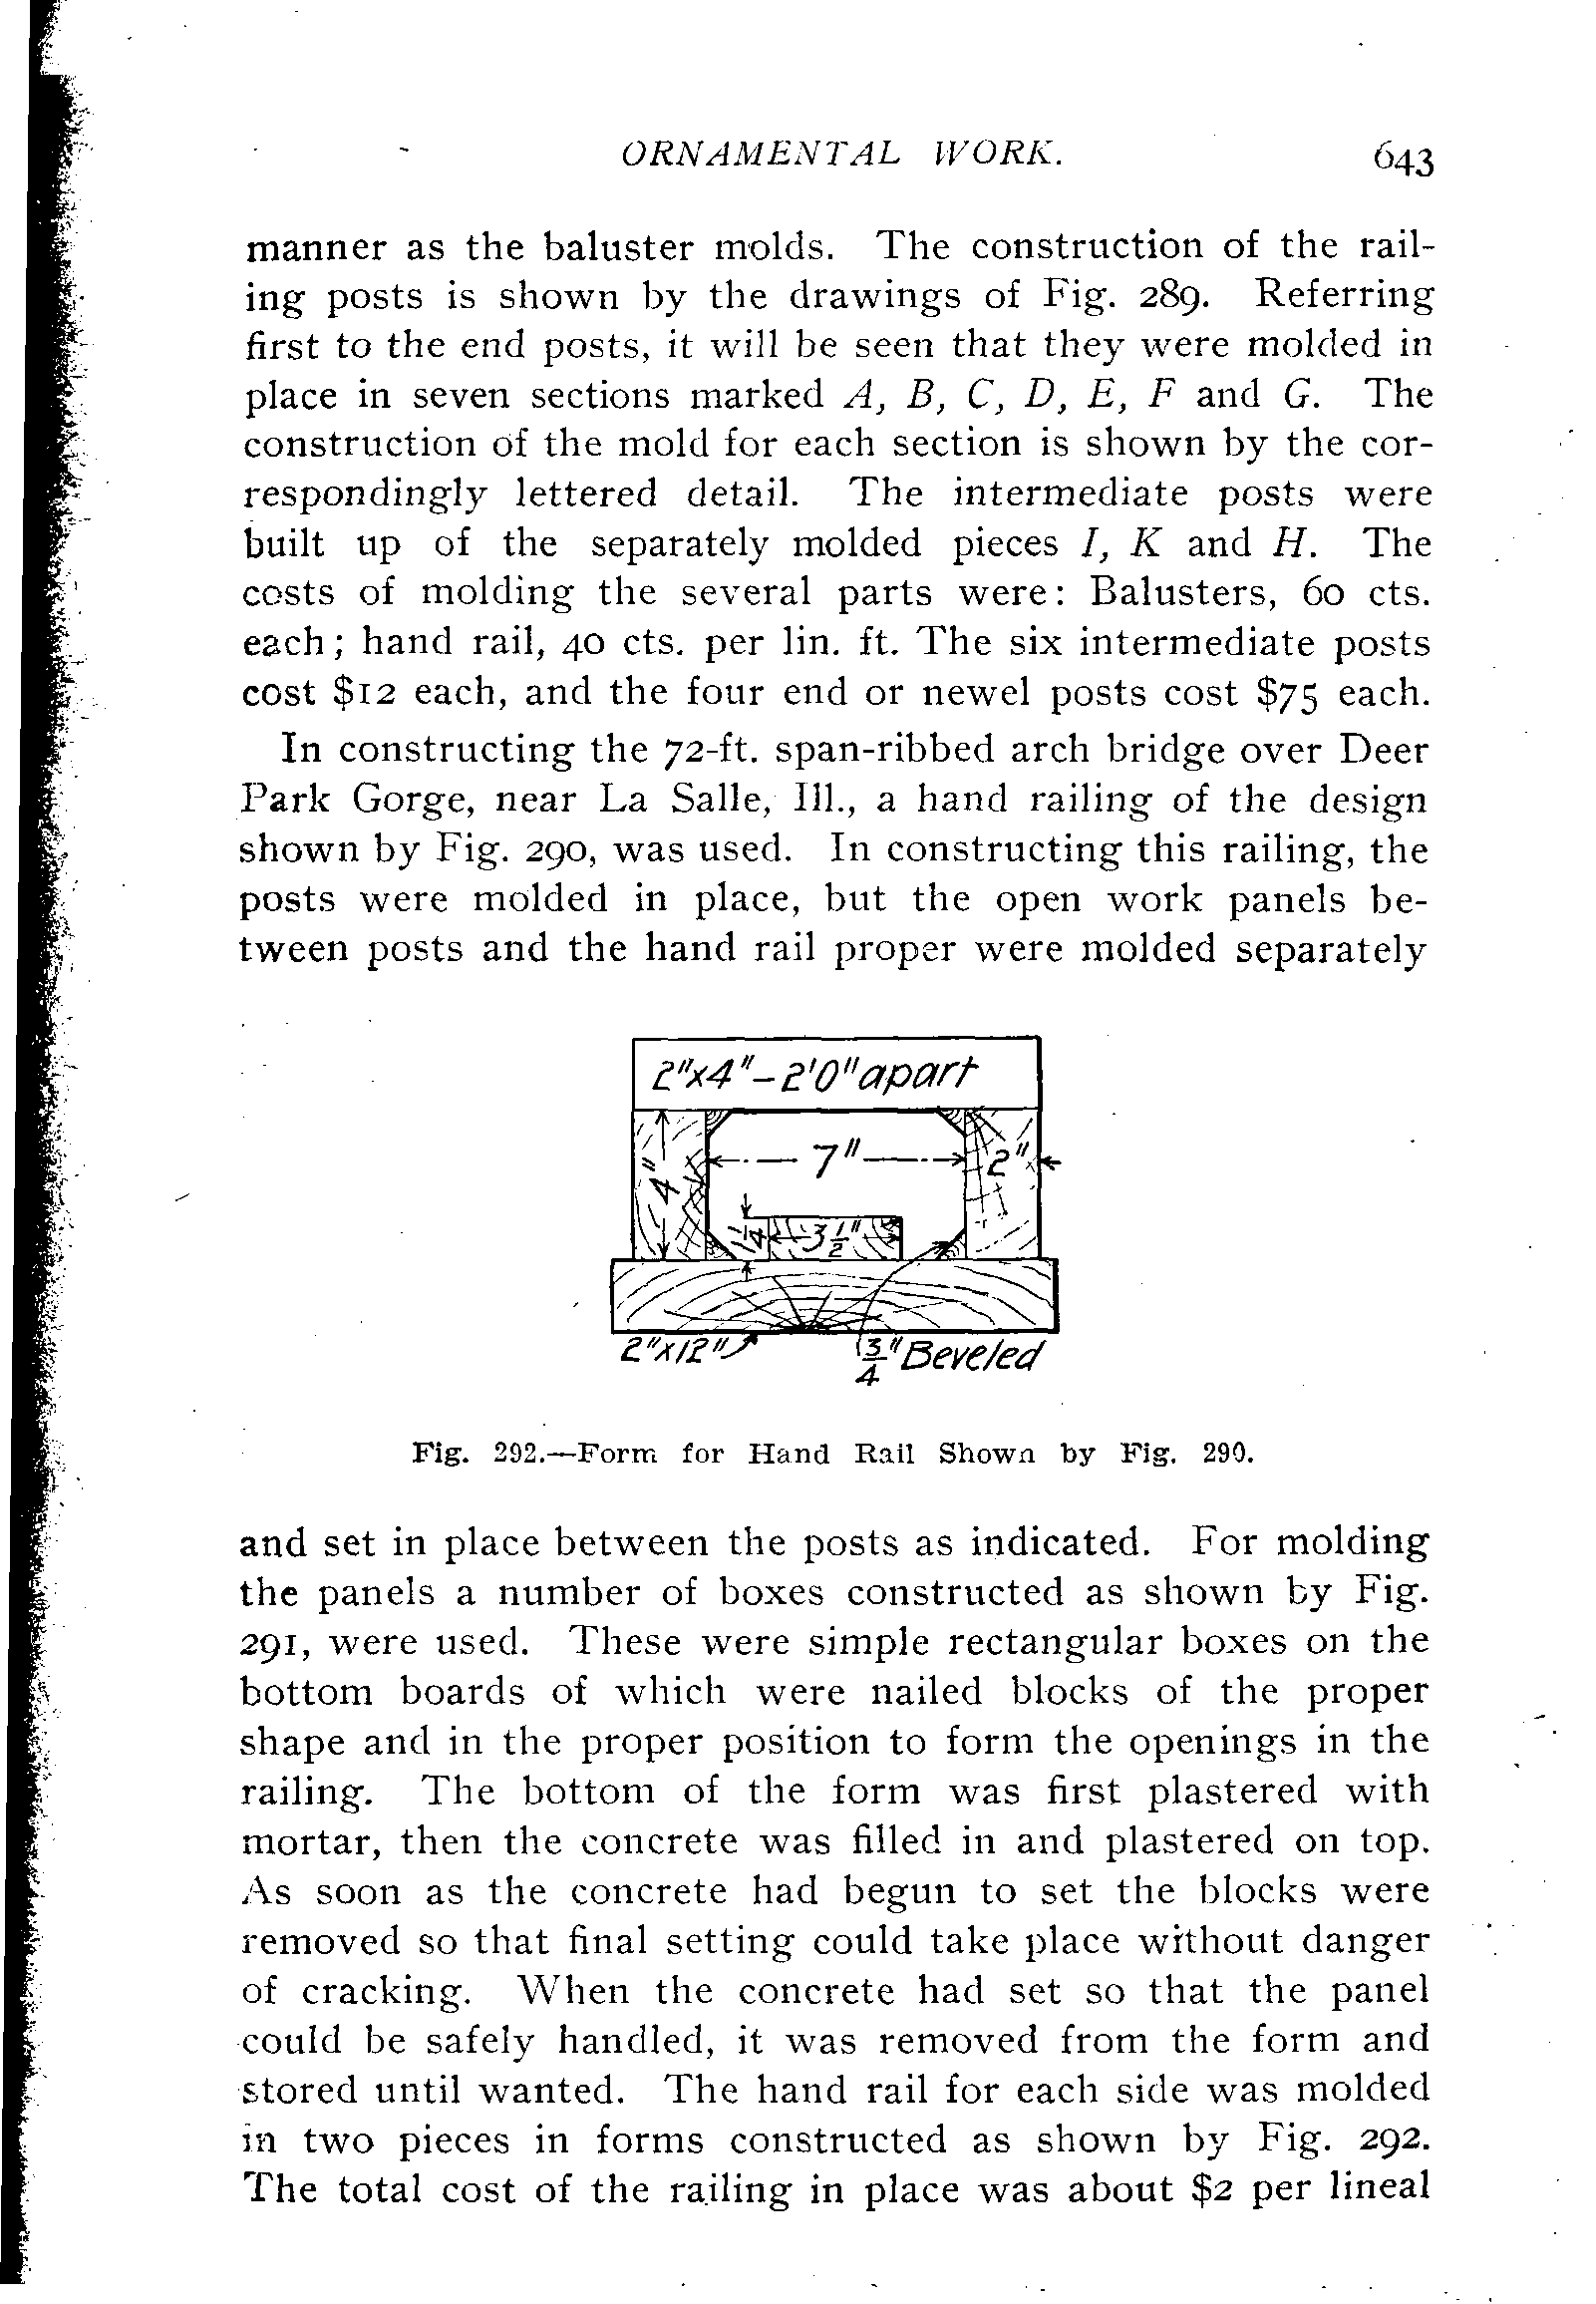 ORNAMENTAL WORK. 643
manner as the baluster molds. The construction of the rail-
ing posts is shown by the drawings of Fig. 289. Referring
first to the end posts, it will be seen that they were molded in
place in seven sections marked A, B, C, D, E, F and G. The
construction of the mold for each section is shown by the cor-
respondingly lettered detail. The intermediate posts were
built up of the separately molded pieces I, K and H. The
costs of molding the several parts were: Balusters, 60 cts.
each; hand rail, 40 cts. per lin. ft. The six intermediate posts
cost $12 each, and the four end or newel posts cost $75 each.
In constructing the 72-ft. span-ribbed arch bridge over Deer
Park Gorge, near La Salle, Ill., a hand railing of the design
shown by Fig. 290, was used. In constructing this railing, the
posts were molded in place, but the open work panels be-
tween posts and the hand rail proper were molded separately
2"x4"-2'0" apart
4"
7"
2"
3 1/2"
2"x12"
3/4" Beveled
Fig. 292.—Form for Hand Rail Shown by Fig. 290.
and set in place between the posts as indicated. For molding
the panels a number of boxes constructed as shown by Fig.
291, were used. These were simple rectangular boxes on the
bottom boards of which were nailed blocks of the proper
shape and in the proper position to form the openings in the
railing. The bottom of the form was first plastered with
mortar, then the concrete was filled in and plastered on top.
As soon as the concrete had begun to set the blocks were
removed so that final setting could take place without danger
of cracking. When the concrete had set so that the panel
could be safely handled, it was removed from the form and
stored until wanted. The hand rail for each side was molded
in two pieces in forms constructed as shown by Fig. 292.
The total cost of the railing in place was about $2 per lineal